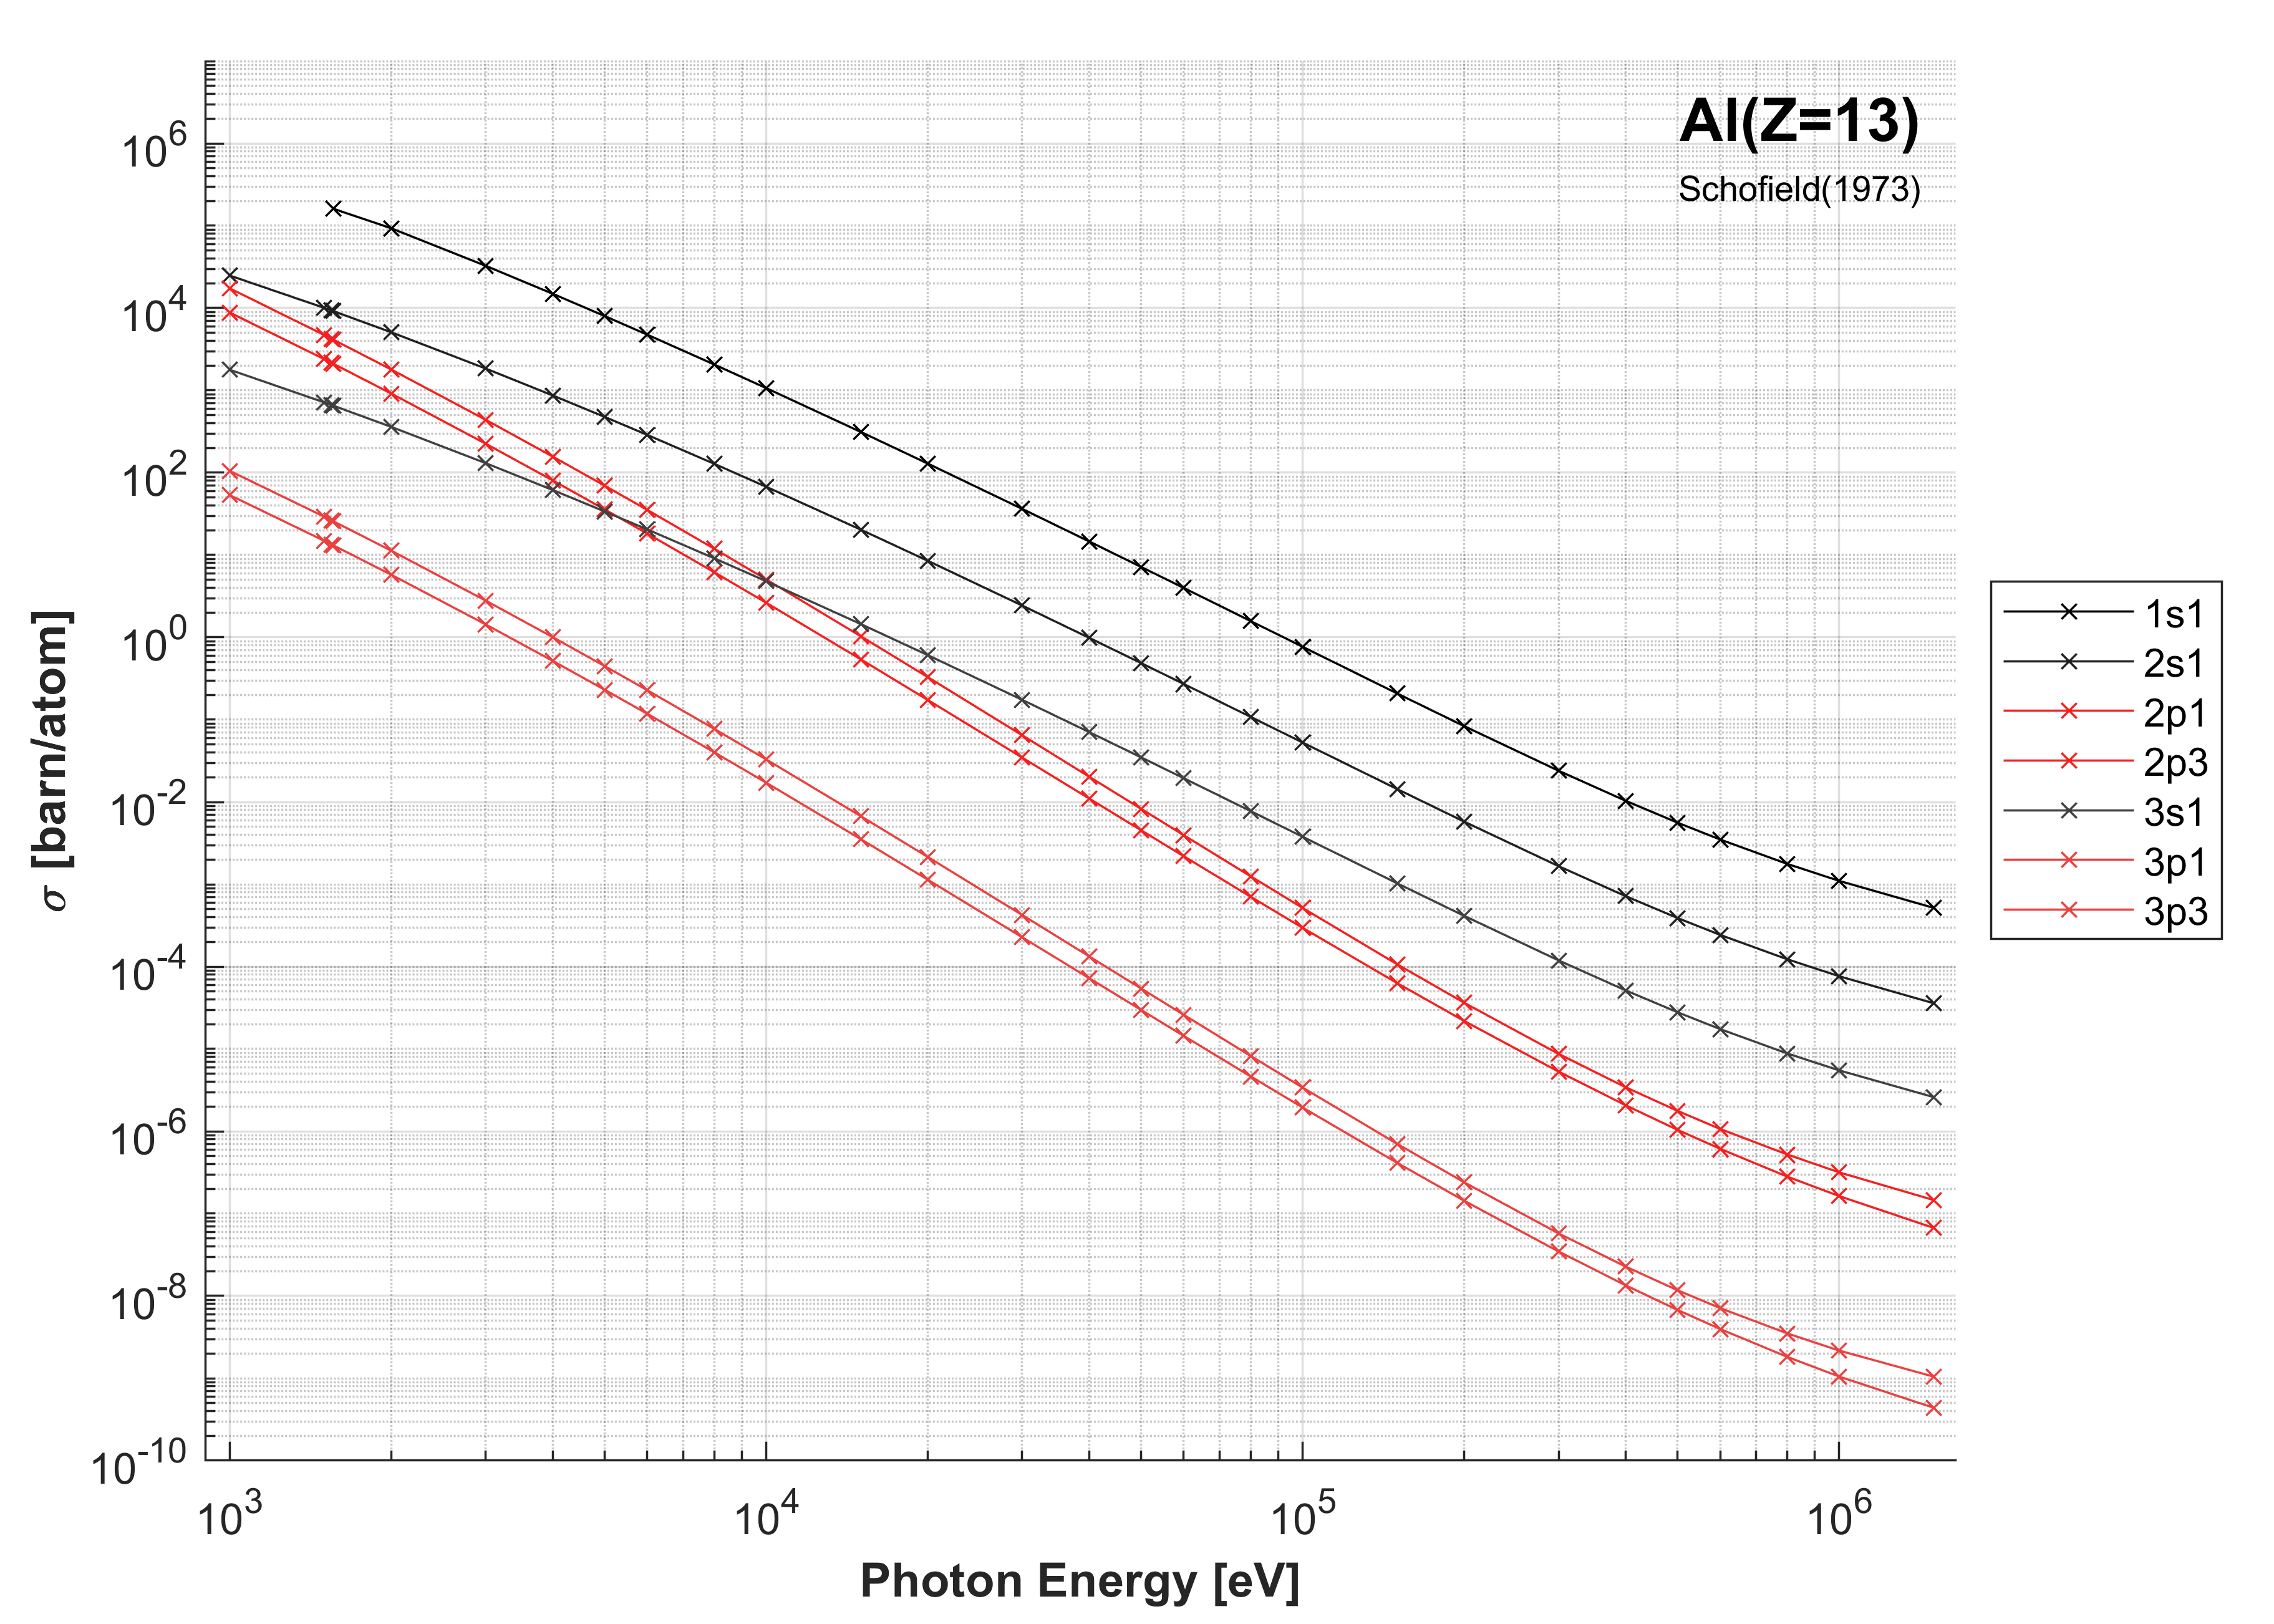 Al(Z=13)
Schofield(1973)
10^6
10^4
10^2
10^0
10^-2
10^-4
10^-6
10^-8
10^-10
σ [barn/atom]
10^3
10^4
10^5
10^6
Photon Energy [eV]
1s1
2s1
2p1
2p3
3s1
3p1
3p3